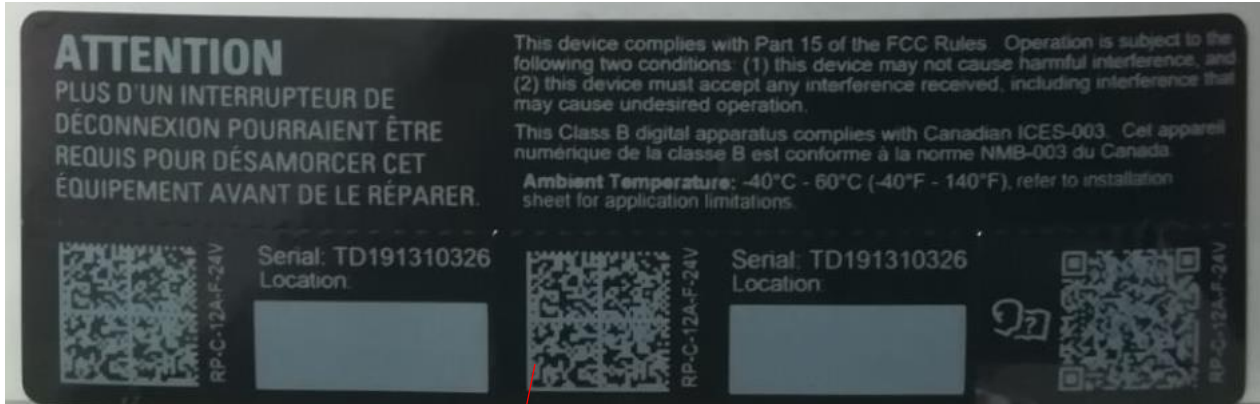 ATTENTION
PLUS D'UN INTERRUPTEUR DE
DÉCONNEXION POURRAIENT ÊTRE
REQUIS POUR DÉSAMORCER CET
ÉQUIPEMENT AVANT DE LE RÉPARER.
This device complies with Part 15 of the FCC Rules. Operation is subject to the
following two conditions: (1) this device may not cause harmful interference, and
(2) this device must accept any interference received, including interference that
may cause undesired operation.
This Class B digital apparatus complies with Canadian ICES-003. Cet appareil
numérique de la classe B est conforme à la norme NMB-003 du Canada.
Ambient Temperature: -40°C - 60°C (-40°F - 140°F), refer to installation
sheet for application limitations.
RP-C-12A-F-24V
Serial: TD191310326
Location:
RP-C-12A-F-24V
Serial: TD191310326
Location:
?
RP-C-12A-F-24V